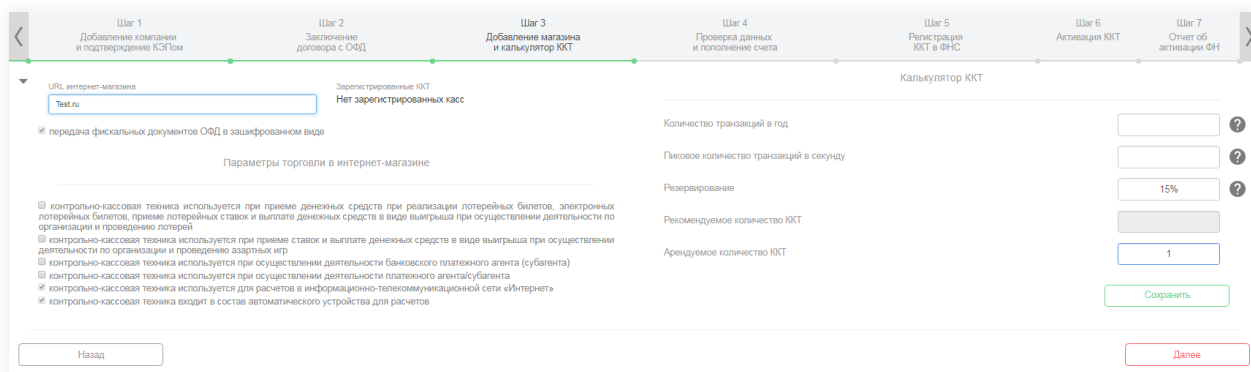 Шаг 1
Добавление компании
и подтверждение КЭПом
Шаг 2
Заключение
договора с ОФД
Шаг 3
Добавление магазина
и калькулятор ККТ
Шаг 4
Проверка данных
и пополнение счета
Шаг 5
Регистрация
ККТ в ФНС
Шаг 6
Активация ККТ
Шаг 7
Отчет об
активации ФН
URL интернет-магазина
Test.ru
Зарегистрированные ККТ
Нет зарегистрированных касс
передача фискальных документов ОФД в зашифрованном виде
Параметры торговли в интернет-магазине
контрольно-кассовая техника используется при приеме денежных средств при реализации лотерейных билетов, электронных
лотерейных билетов, приеме лотерейных ставок и выплате денежных средств в виде выигрыша при осуществлении деятельности по
организации и проведению лотерей
контрольно-кассовая техника используется при приеме ставок и выплате денежных средств в виде выигрыша при осуществлении
деятельности по организации и проведению азартных игр
контрольно-кассовая техника используется при осуществлении деятельности банковского платежного агента (субагента)
контрольно-кассовая техника используется при осуществлении деятельности платежного агента/субагента
контрольно-кассовая техника используется для расчетов в информационно-телекоммуникационной сети «Интернет»
контрольно-кассовая техника входит в состав автоматического устройства для расчетов
Калькулятор ККТ
Количество транзакций в год
?
Пиковое количество транзакций в секунду
?
Резервирование
15%
?
Рекомендуемое количество ККТ
Арендуемое количество ККТ
1
Сохранить
Назад
Далее